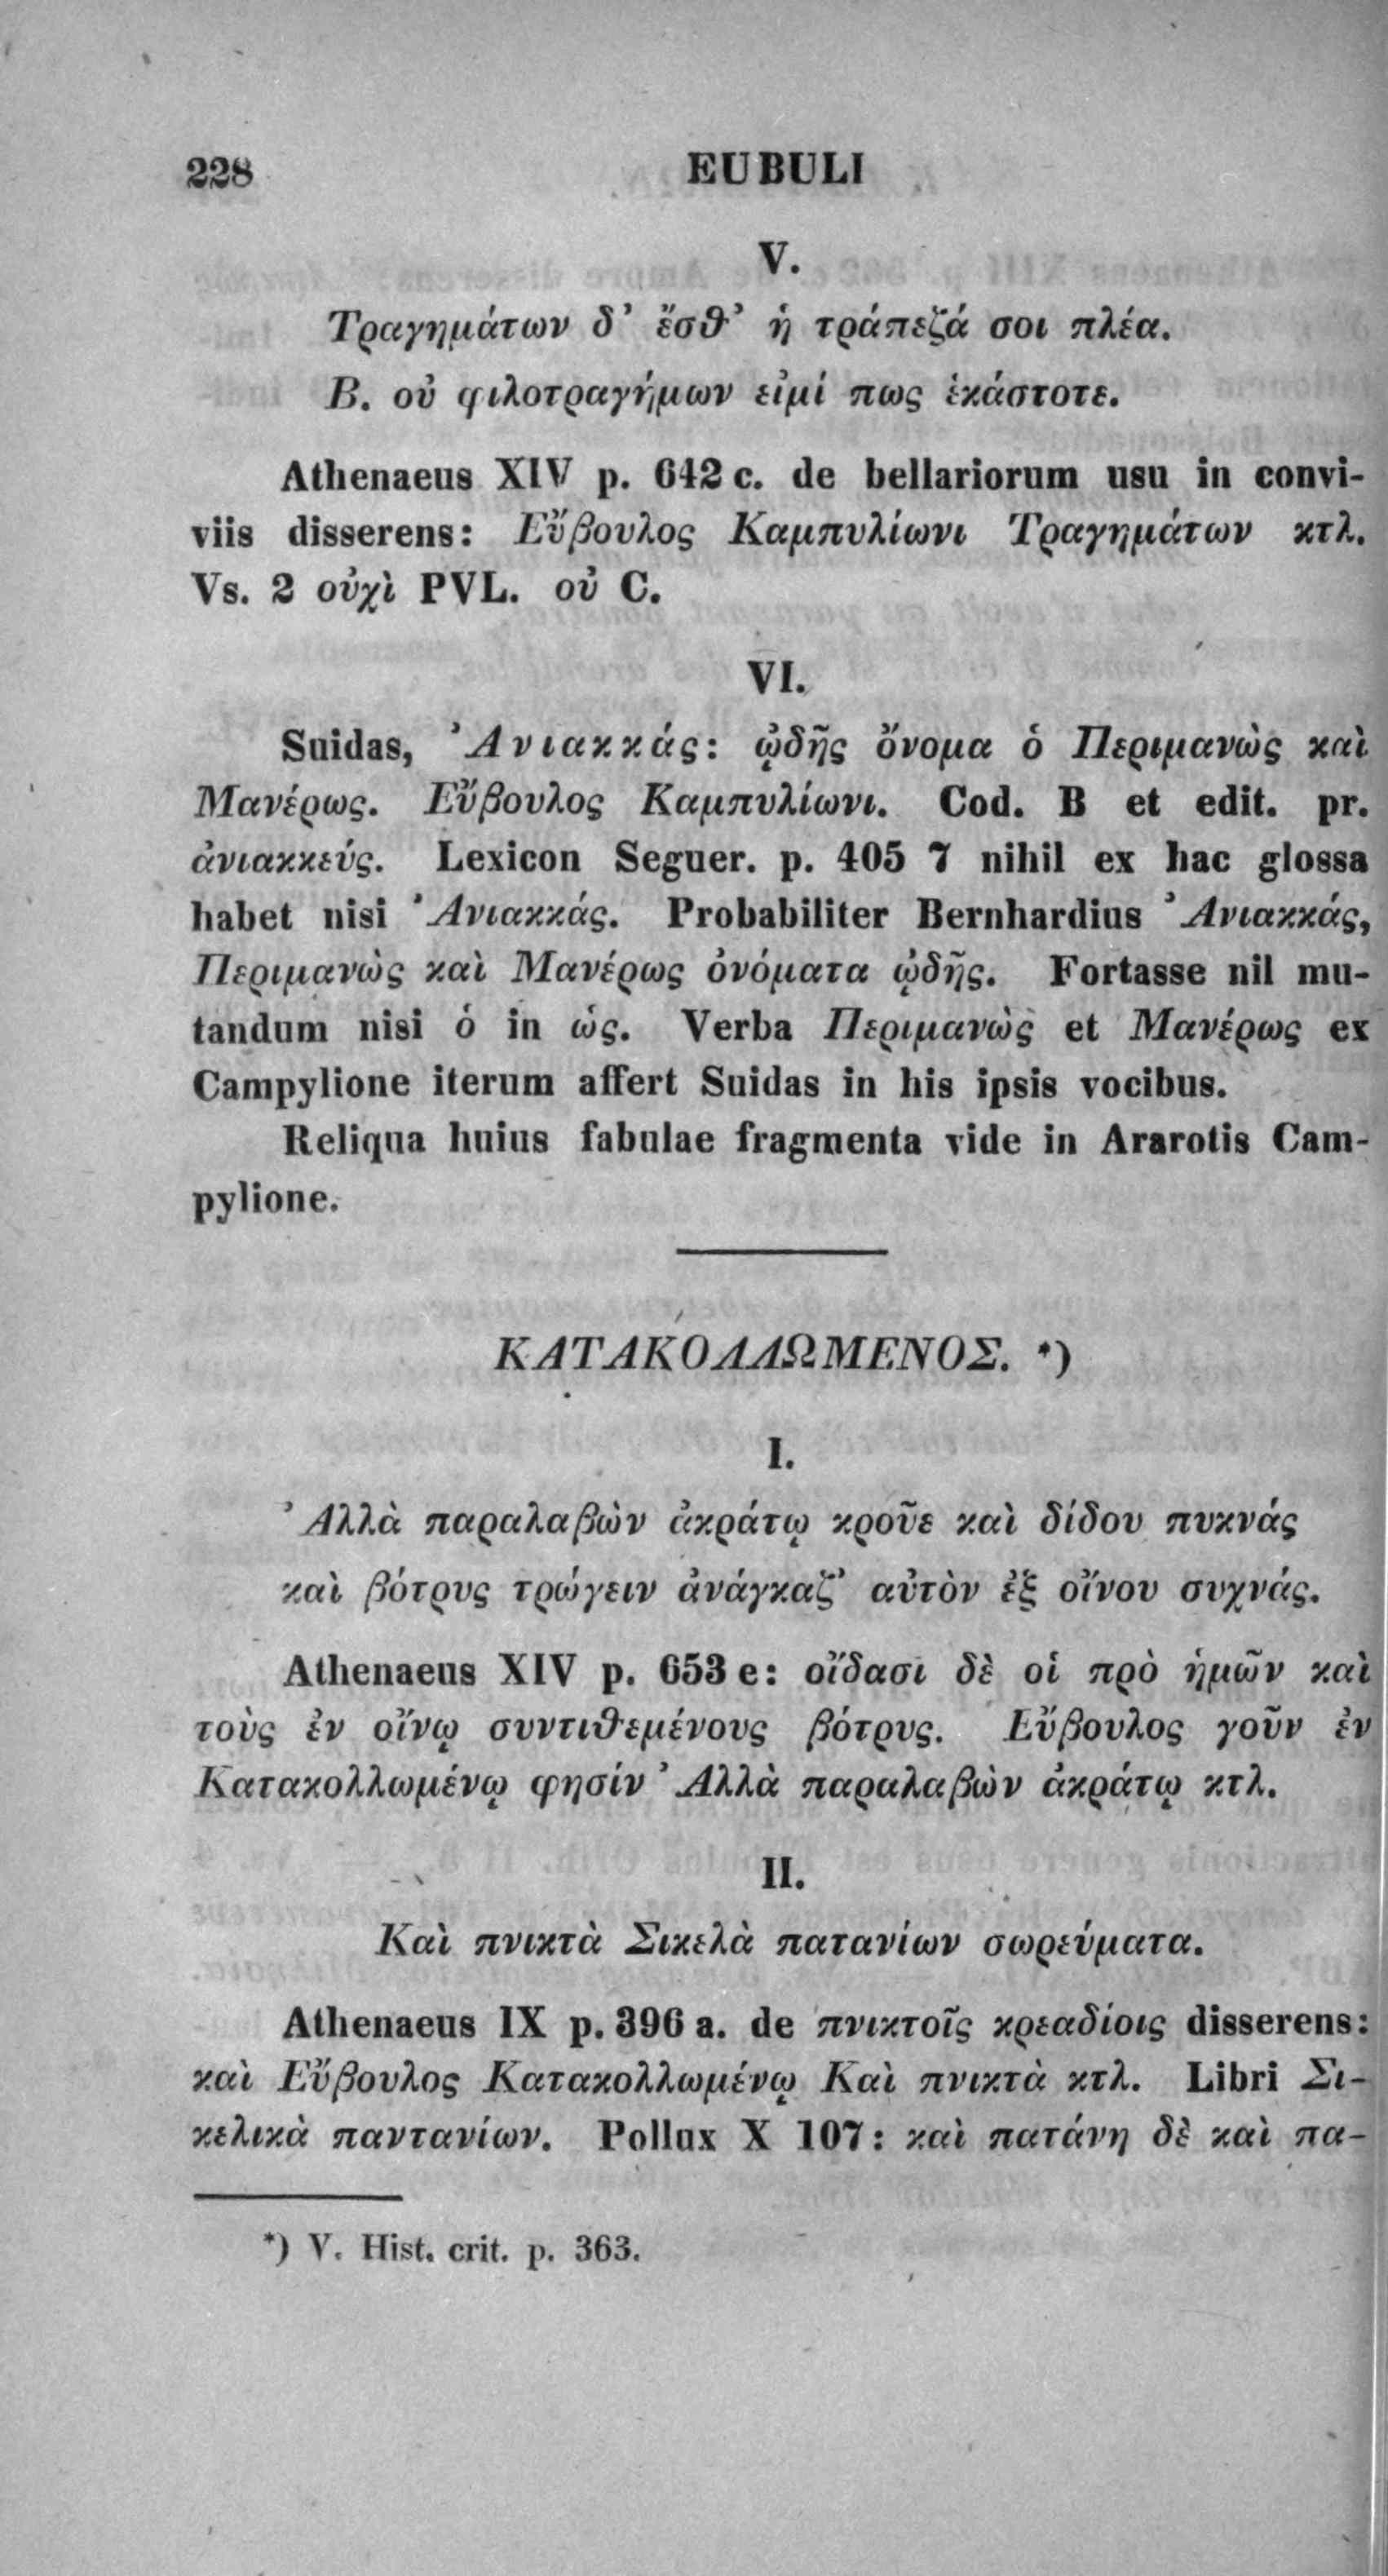 228 EUBULI
V.
Τραγημάτων δ’ ἔσθ’ ἡ τράπεζά σοι πλέα.
Β. οὐ φιλοτραγήμων εἰμί πως ἑκάστοτε.
Athenaeus XIV p. 642 c. de bellariorum usu in convi-
viis disserens: Εὔβουλος Καμπυλίωνι Τραγημάτων κτλ.
Vs. 2 οὐχὶ PVL. οὐ C.
VI.
Suidas, Ἀνιακκάς: ᾠδῆς ὄνομα ὁ Περιμανὼς καὶ
Μανέρως. Εὔβουλος Καμπυλίωνι. Cod. B et edit. pr.
ἀνιακκεύς. Lexicon Seguer. p. 405 7 nihil ex hac glossa
habet nisi Ἀνιακκάς. Probabiliter Bernhardius Ἀνιακκάς,
Περιμανὼς καὶ Μανέρως ὀνόματα ᾠδῆς. Fortasse nil mu-
tandum nisi ὁ in ὡς. Verba Περιμανὼς et Μανέρως ex
Campylione iterum affert Suidas in his ipsis vocibus.
Reliqua huius fabulae fragmenta vide in Ararotis Cam-
pylione.
ΚΑΤΑΚΟΛΛΩΜΕΝΟΣ. *)
I.
Ἀλλὰ παραλαβὼν ἀκράτῳ κροῦε καὶ δίδου πυκνάς
καὶ βότρυς τρώγειν ἀνάγκαζ’ αὐτὸν ἐξ οἴνου συχνάς.
Athenaeus XIV p. 653 e: οἴδασι δὲ οἱ πρὸ ἡμῶν καὶ
τοὺς ἐν οἴνῳ συντιθεμένους βότρυς. Εὔβουλος γοῦν ἐν
Κατακολλωμένῳ φησίν Ἀλλὰ παραλαβὼν ἀκράτῳ κτλ.
II.
Καὶ πνικτὰ Σικελὰ πατανίων σωρεύματα.
Athenaeus IX p. 396 a. de πνικτοῖς κρεαδίοις disserens:
καὶ Εὔβουλος Κατακολλωμένῳ Καὶ πνικτὰ κτλ. Libri Σι-
κελικὰ παντανίων. Pollux X 107: καὶ πατάνη δὲ καὶ πα-
*) V. Hist. crit. p. 363.